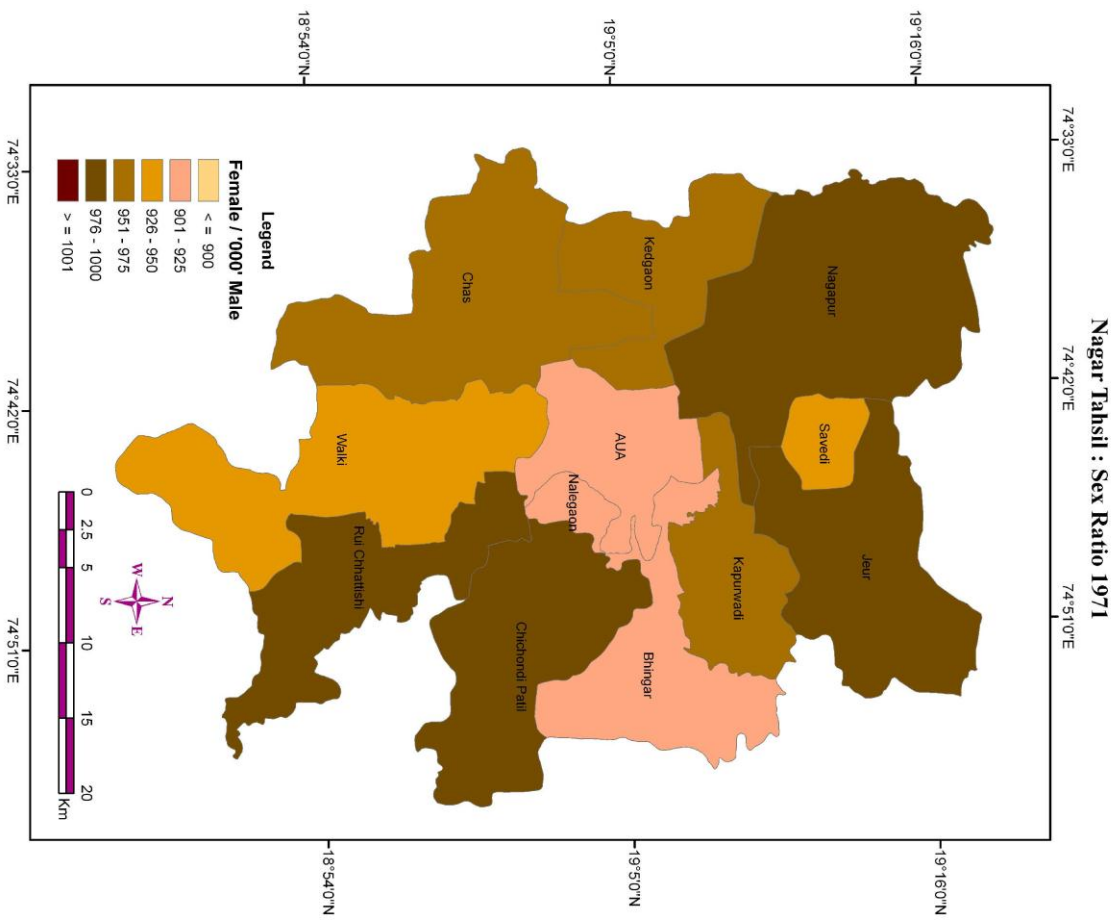 Nagar Tahsil : Sex Ratio 1971
74°33'0"E
74°42'0"E
74°51'0"E
19°16'0"N
19°16'0"N
19°5'0"N
19°5'0"N
18°54'0"N
18°54'0"N
Nagapur
Savedi
Jeur
Kedgaon
Kapurwadi
AUA
Bhingar
Nalegaon
Chas
Chichondi Patil
Walki
Rui Chhattishi
Legend
Female / '000' Male
< = 900
901 - 925
926 - 950
951 - 975
976 - 1000
> = 1001
N
W
E
S
0 2.5 5 10 15 20
Km
74°33'0"E
74°42'0"E
74°51'0"E